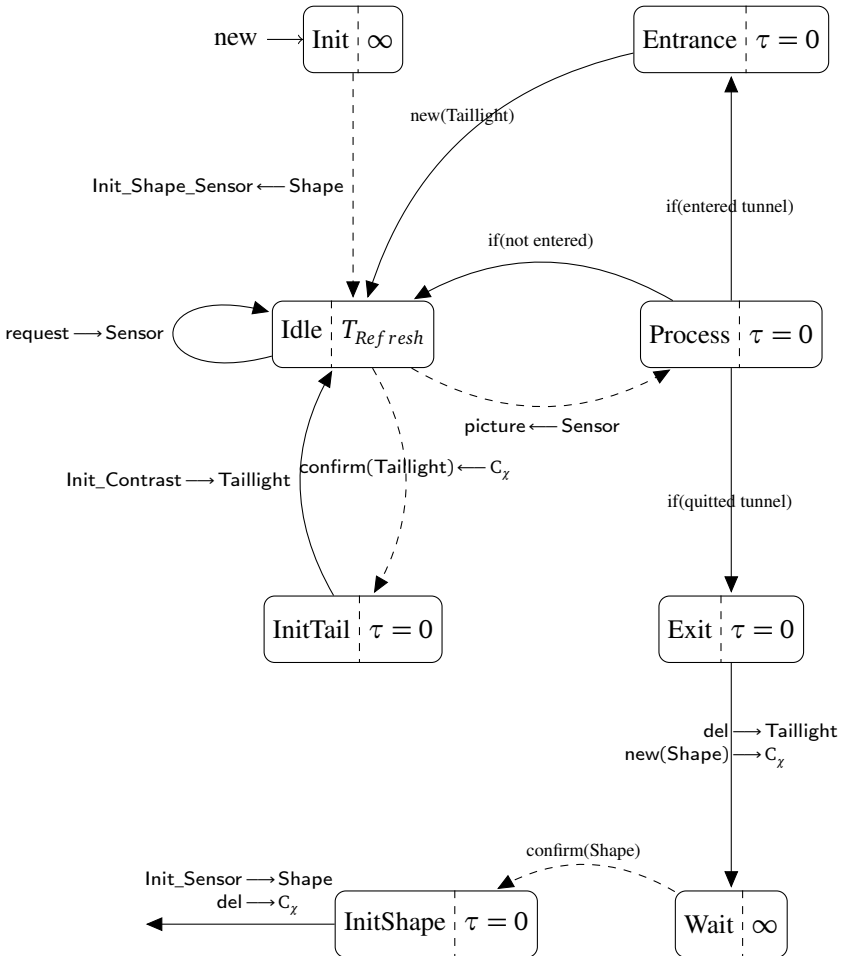 new → Init ∞
Entrance τ = 0
new(Taillight)
Init_Shape_Sensor ← Shape
if(entered tunnel)
if(not entered)
request → Sensor
Idle T_Refresh
Process τ = 0
picture ← Sensor
Init_Contrast → Taillight
confirm(Taillight) ← C_χ
if(quitted tunnel)
InitTail τ = 0
Exit τ = 0
del → Taillight
new(Shape) → C_χ
confirm(Shape)
Init_Sensor → Shape
del → C_χ
InitShape τ = 0
Wait ∞